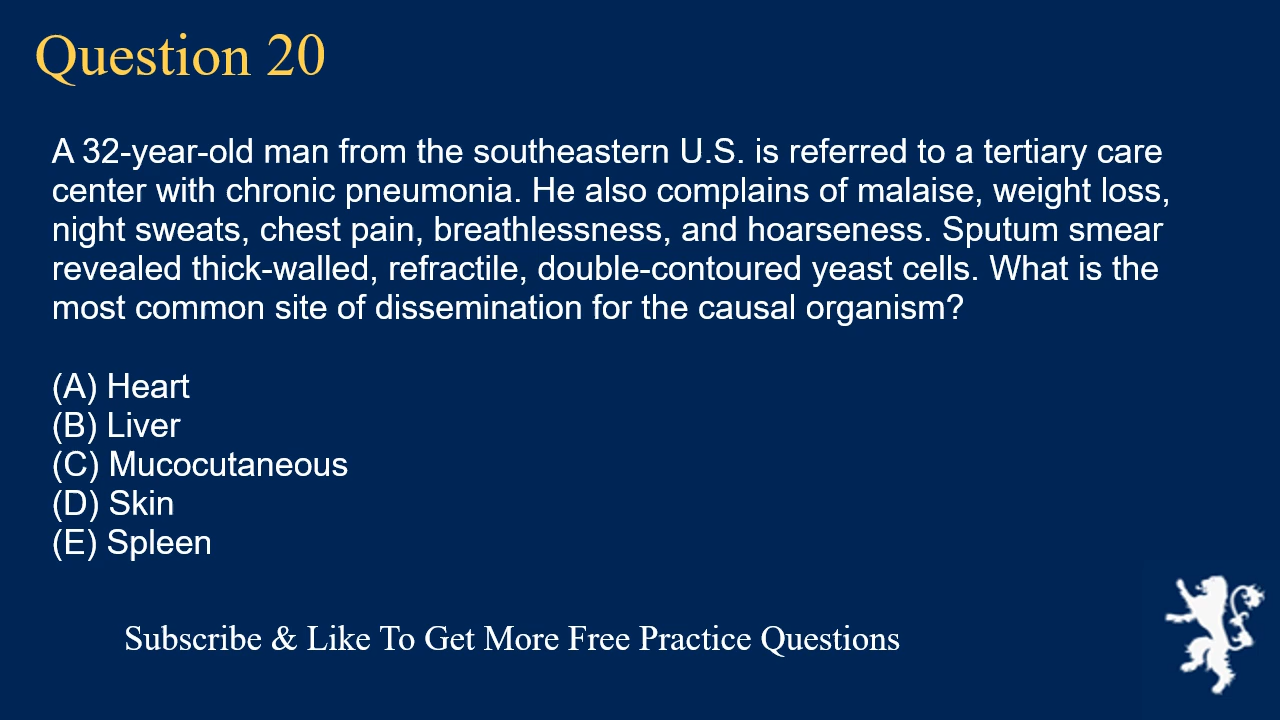 Question 20
A 32-year-old man from the southeastern U.S. is referred to a tertiary care
center with chronic pneumonia. He also complains of malaise, weight loss,
night sweats, chest pain, breathlessness, and hoarseness. Sputum smear
revealed thick-walled, refractile, double-contoured yeast cells. What is the
most common site of dissemination for the causal organism?
(A) Heart
(B) Liver
(C) Mucocutaneous
(D) Skin
(E) Spleen
Subscribe & Like To Get More Free Practice Questions